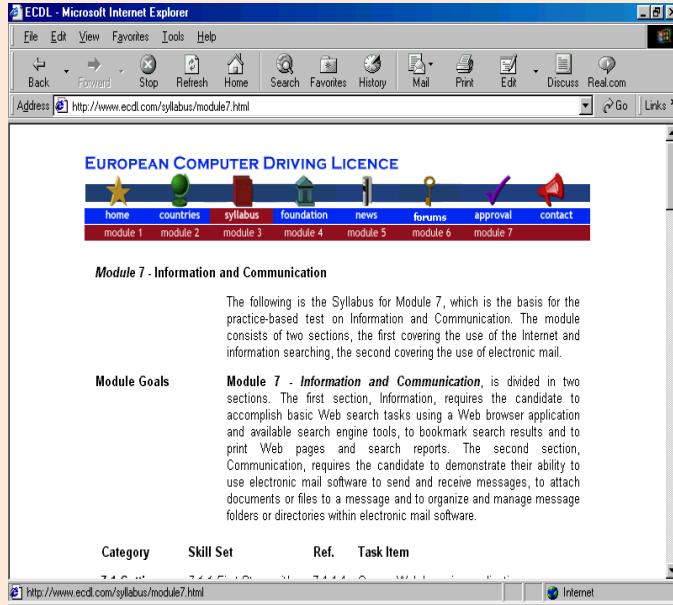 ECDL - Microsoft Internet Explorer
File Edit View Favorites Tools Help
Back Forward Stop Refresh Home Search Favorites History Mail Print Edit Discuss Real.com
Address http://www.ecdl.com/syllabus/module7.html Go Links
EUROPEAN COMPUTER DRIVING LICENCE
home countries syllabus foundation news forums approval contact
module 1 module 2 module 3 module 4 module 5 module 6 module 7
Module 7 - Information and Communication
The following is the Syllabus for Module 7, which is the basis for the
practice-based test on Information and Communication. The module
consists of two sections, the first covering the use of the Internet and
information searching, the second covering the use of electronic mail.
Module Goals Module 7 - Information and Communication, is divided in two
sections. The first section, Information, requires the candidate to
accomplish basic Web search tasks using a Web browser application
and available search engine tools, to bookmark search results and to
print Web pages and search reports. The second section,
Communication, requires the candidate to demonstrate their ability to
use electronic mail software to send and receive messages, to attach
documents or files to a message and to organize and manage message
folders or directories within electronic mail software.
Category Skill Set Ref. Task Item
http://www.ecdl.com/syllabus/module7.html Internet